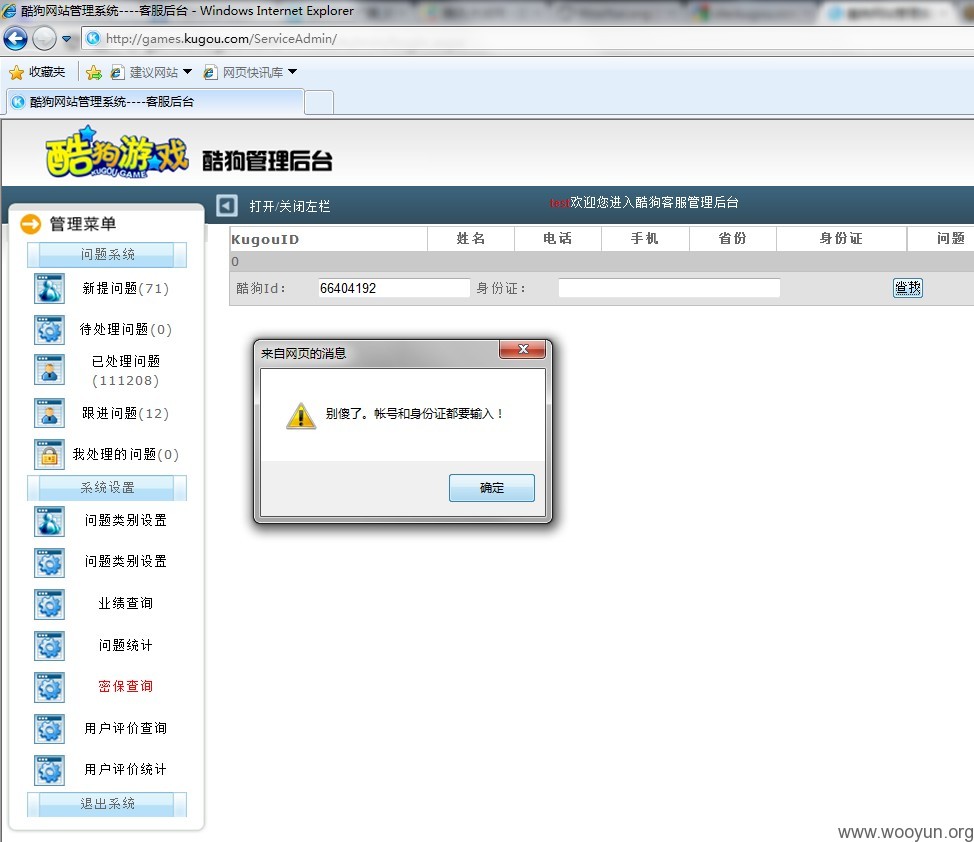 酷狗网站管理系统----客服后台 - Windows Internet Explorer
http://games.kugou.com/ServiceAdmin/
收藏夹 建议网站 网页快讯库
酷狗网站管理系统----客服后台
酷狗游戏 KUGOU GAME 酷狗管理后台
打开/关闭左栏 test欢迎您进入酷狗客服管理后台
管理菜单
问题系统
新提问题(71)
待处理问题(0)
已处理问题
(111208)
跟进问题(12)
我处理的问题(0)
系统设置
问题类别设置
问题类别设置
业绩查询
问题统计
密保查询
用户评价查询
用户评价统计
退出系统
KugouID 姓名 电话 手机 省份 身份证 问题
0
酷狗Id: 66404192 身份证: 查找
来自网页的消息
别傻了。帐号和身份证都要输入！
确定
www.wooyun.org